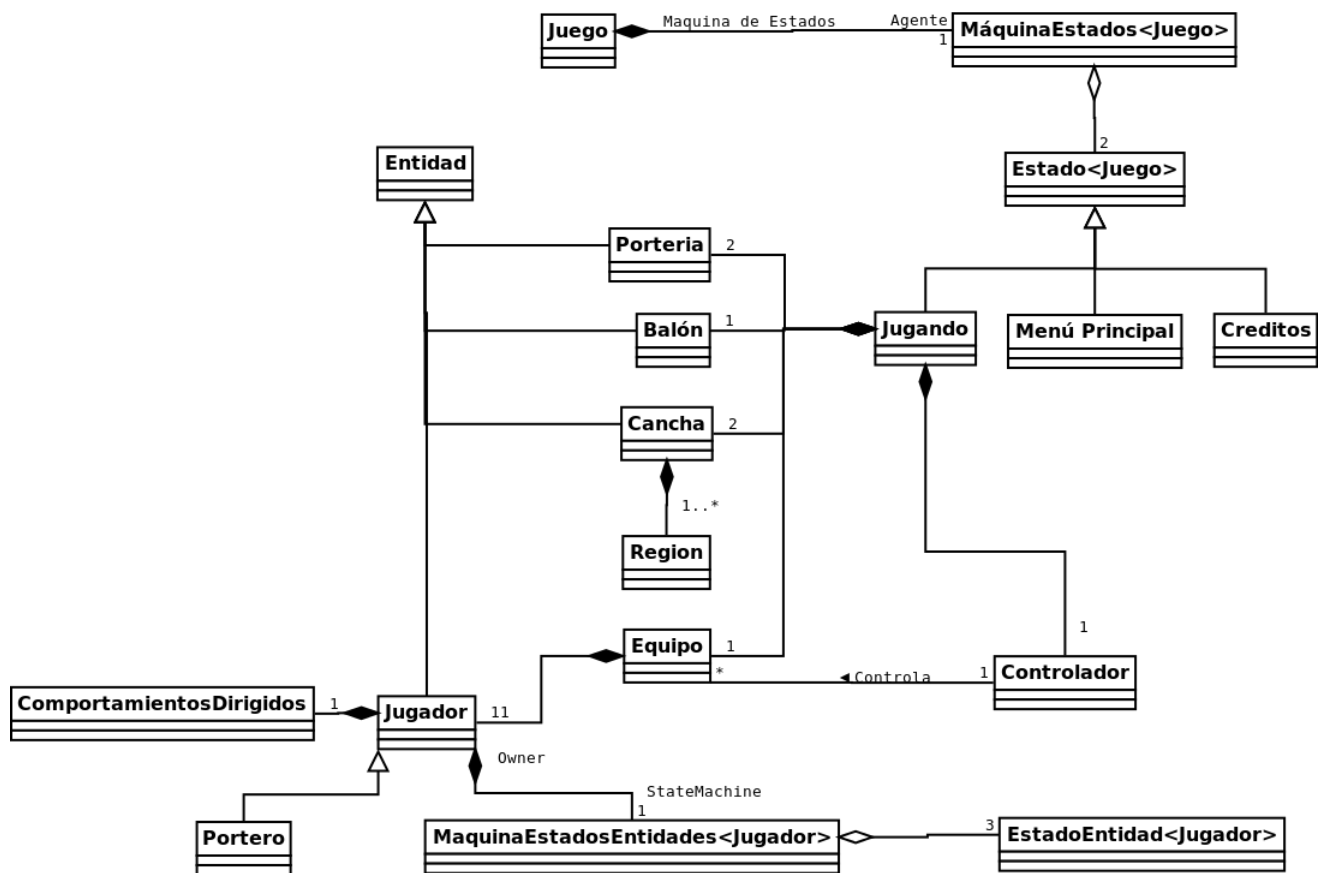 Juego
Maquina de Estados
Agente
1
MáquinaEstados<Juego>
2
Estado<Juego>
Entidad
Porteria
2
Balón
1
Jugando
Menú Principal
Creditos
Cancha
2
1..*
Region
Equipo
1
*
◄Controla
1
1
Controlador
ComportamientosDirigidos
1
Jugador
11
Owner
StateMachine
1
Portero
MaquinaEstadosEntidades<Jugador>
3
EstadoEntidad<Jugador>